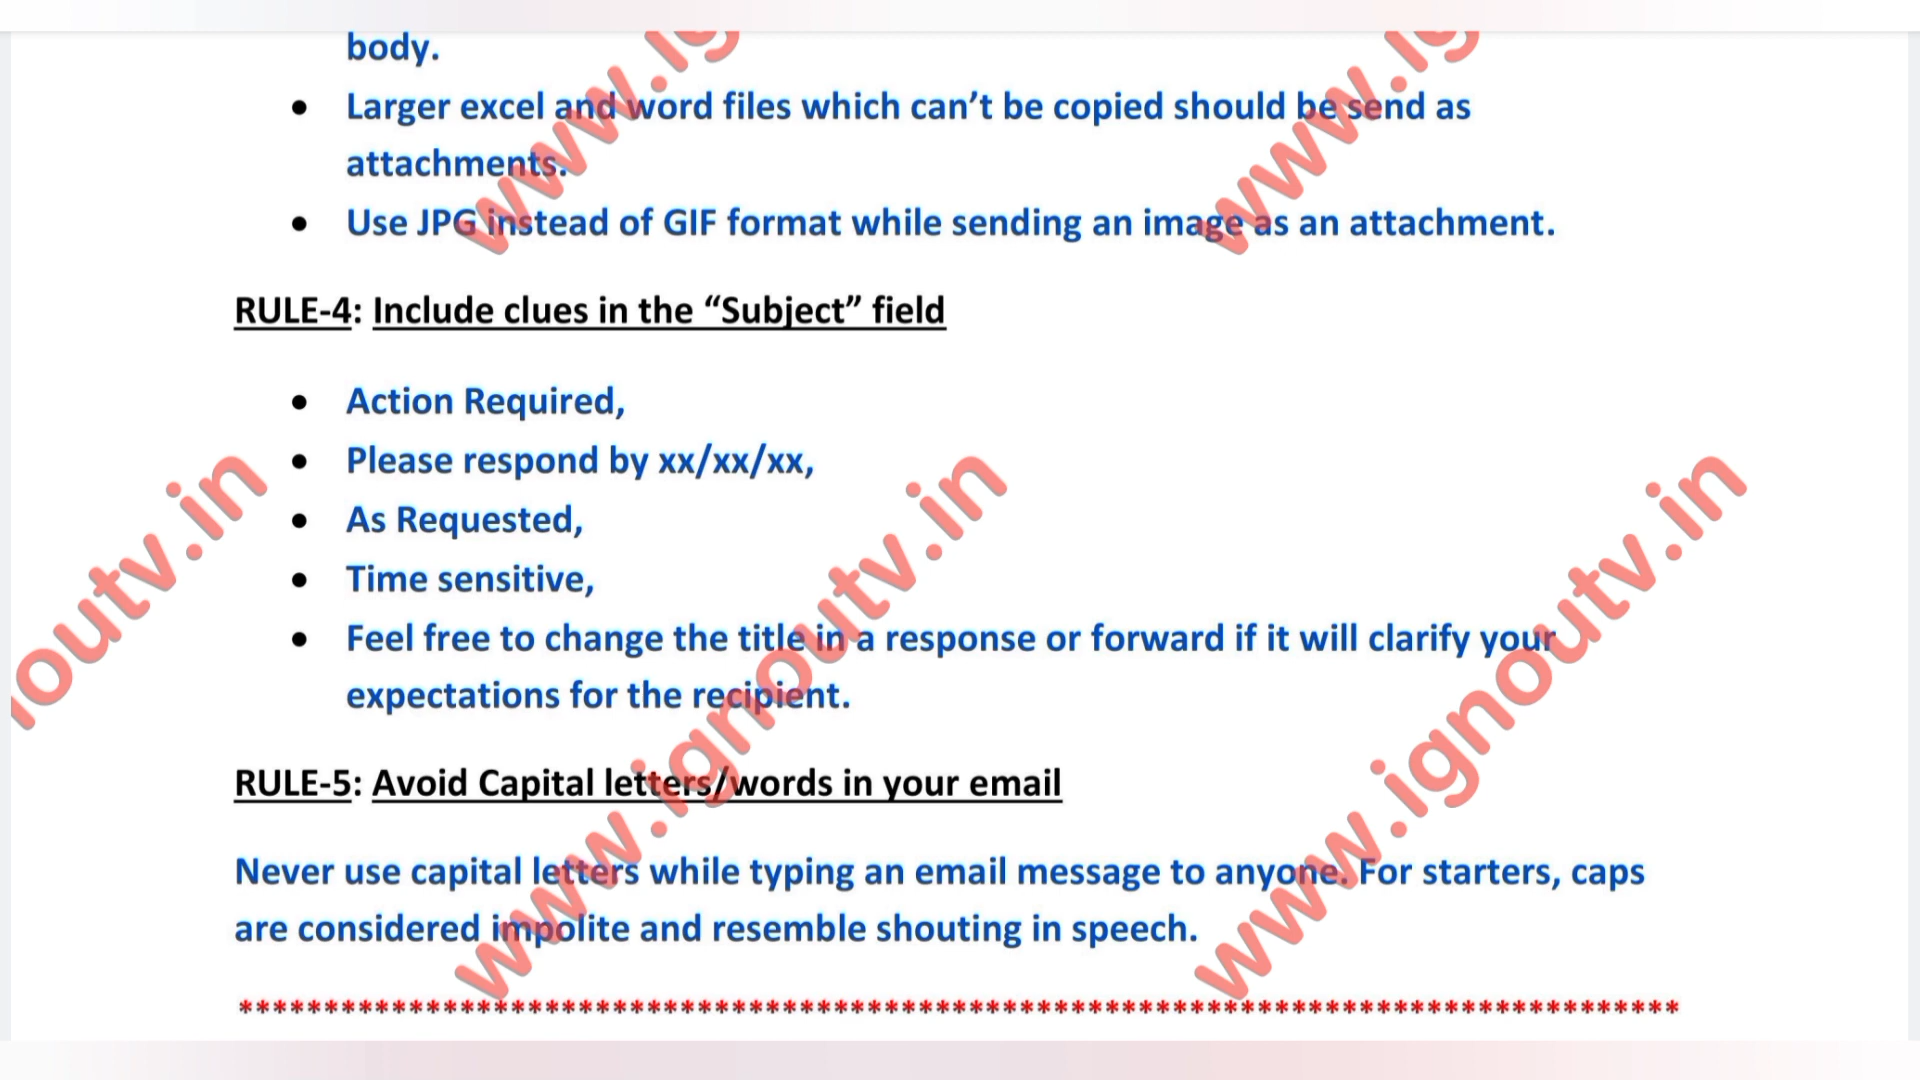 body.
• Larger excel and word files which can’t be copied should be send as
attachments.
• Use JPG instead of GIF format while sending an image as an attachment.
RULE-4: Include clues in the “Subject” field
• Action Required,
• Please respond by xx/xx/xx,
• As Requested,
• Time sensitive,
• Feel free to change the title in a response or forward if it will clarify your
expectations for the recipient.
RULE-5: Avoid Capital letters/words in your email
Never use capital letters while typing an email message to anyone. For starters, caps
are considered impolite and resemble shouting in speech.
www.ignoutv.in
www.ignoutv.in